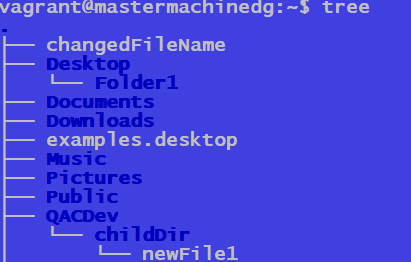 vagrant@mastermachinedg:~$ tree
.
├── changedFileName
├── Desktop
│   └── Folder1
├── Documents
├── Downloads
├── examples.desktop
├── Music
├── Pictures
├── Public
├── QACDev
│   └── childDir
│       └── newFile1